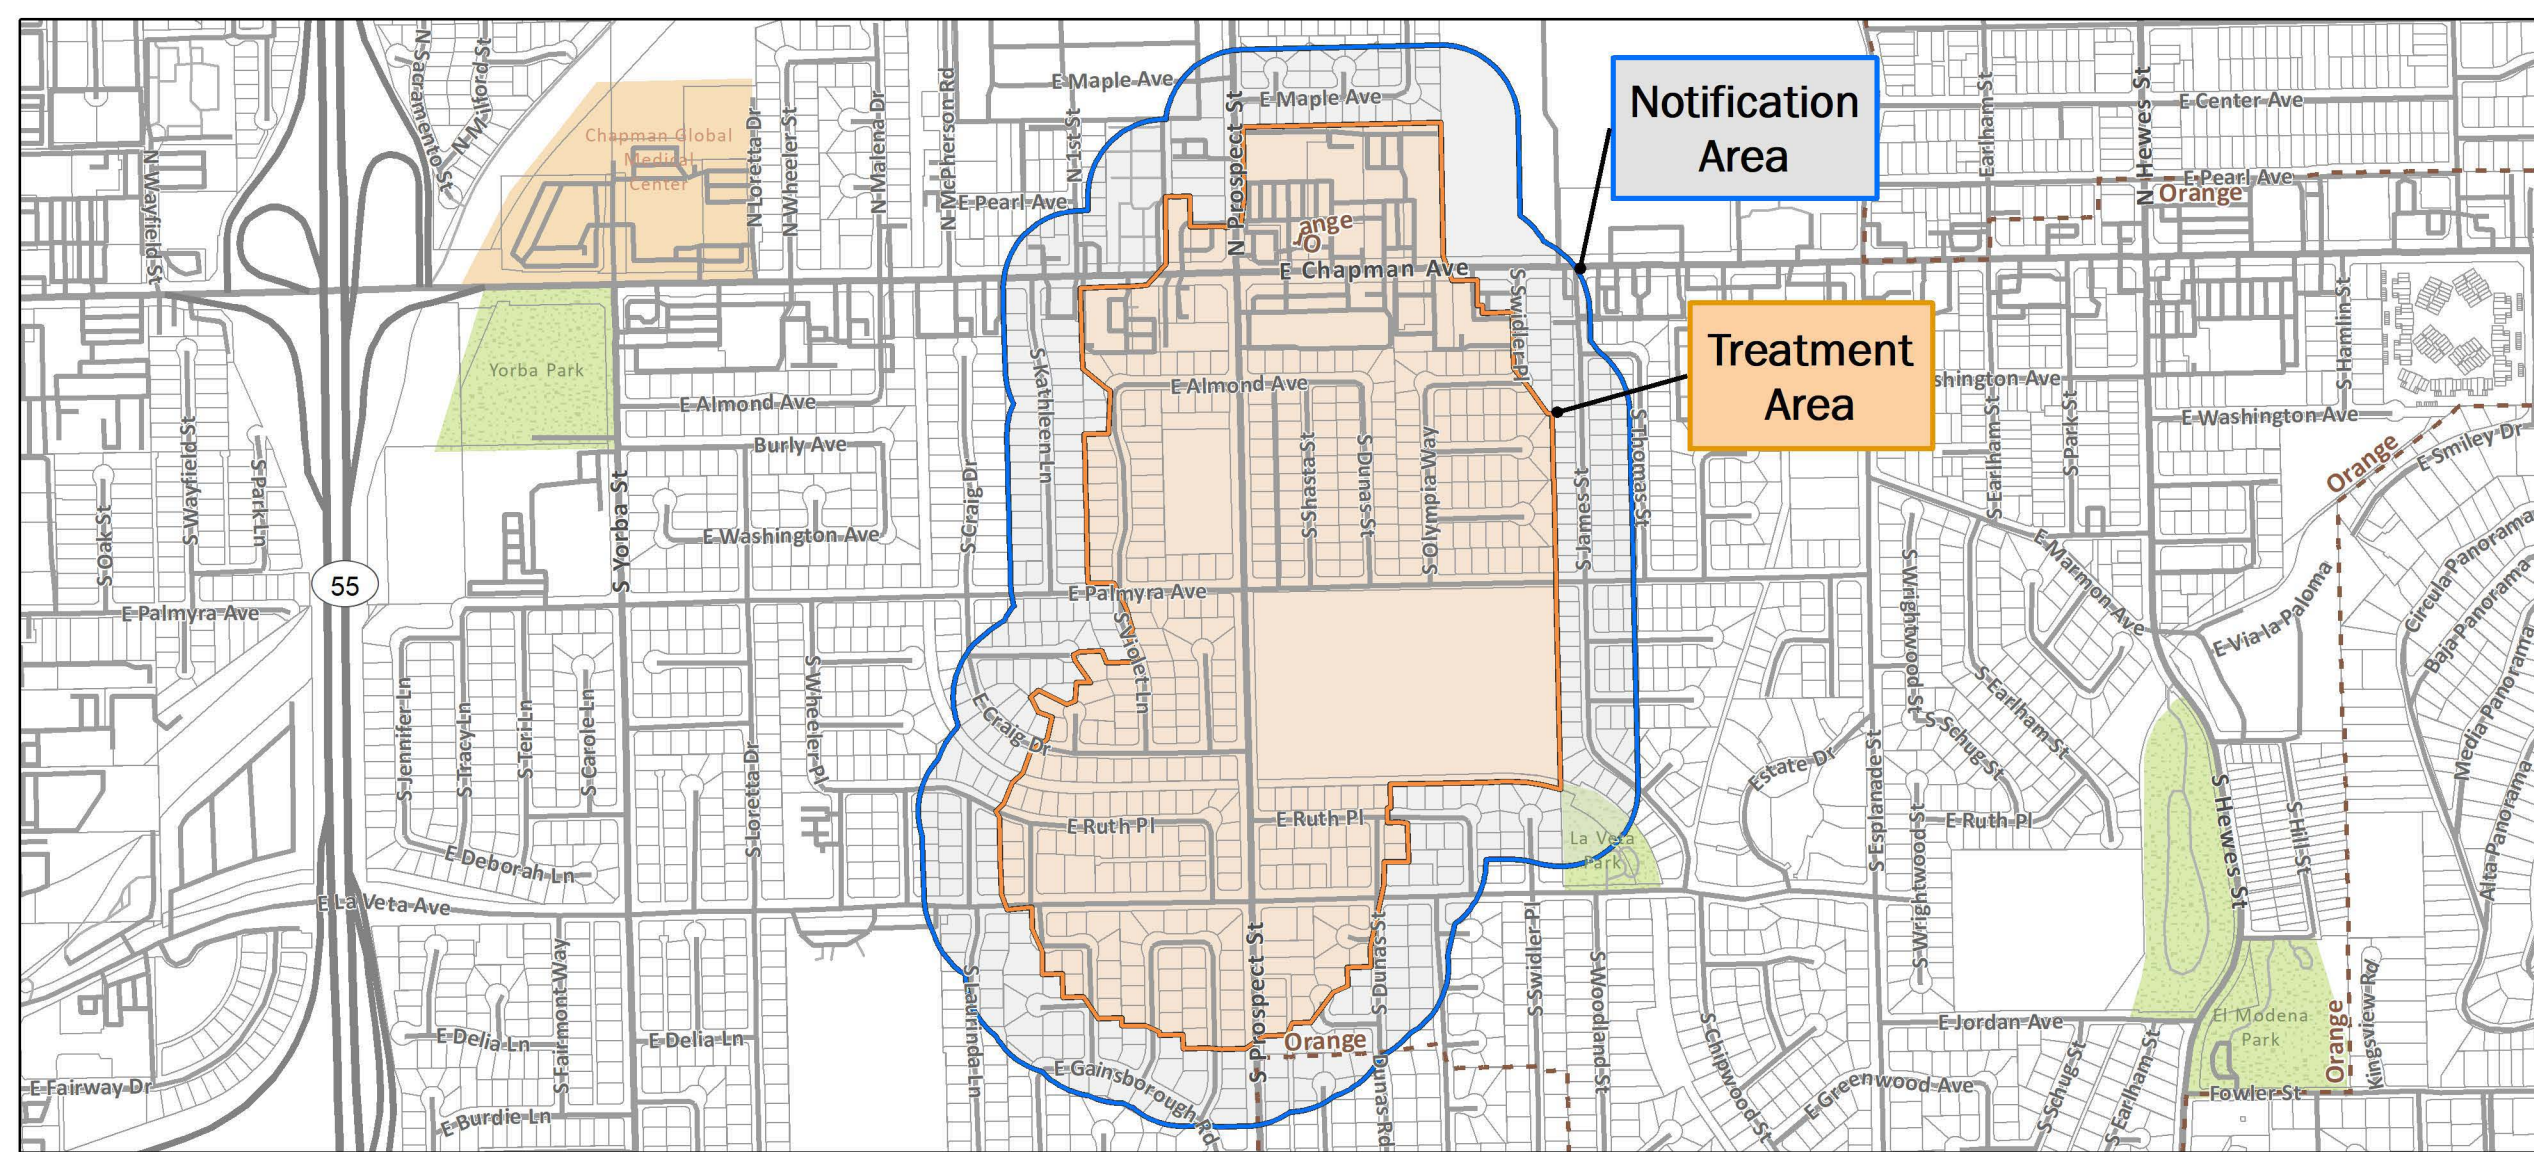 N Sacramento St
N Milford St
N Wayfield St
Chapman Global
Medical
Center
N Loretta Dr
N Wheeler St
N Malena Dr
N McPherson Rd
N 1st St
E Maple Ave
E Maple Ave
E Pearl Ave
N Prospect St
Orange
E Chapman Ave
Notification
Area
Treatment
Area
Earlham St
N Hewes St
E Center Ave
E Pearl Ave
Orange
S Swidler Pl
S Hamlin St
Yorba Park
E Almond Ave
E Almond Ave
Burly Ave
S Kathleen Ln
S Craig Dr
S Wayfield St
S Park Ln
S Oak St
S Yorba St
E Washington Ave
S Shasta St
S Dunas St
S Olympia Way
S James St
S Thomas St
shington Ave
E Washington Ave
S Earlham St
S Park St
Orange
E Smiley Dr
55
E Palmyra Ave
E Palmyra Ave
S Violet Ln
S Wrightwood St
E Marmon Ave
E Via la Paloma
Circula Panorama
Baja Panorama
Media Panorama
Alta Panorama
S Jennifer Ln
S Tracy Ln
S Terri Ln
S Carole Ln
S Loretta Dr
S Wheeler Pl
E Craig Dr
S Earlham St
S Schug St
Estate Dr
S Esplanade St
S Wrightwood St
E Ruth Pl
E Ruth Pl
E Ruth Pl
La Veta
Park
S Hewes St
S Hill St
E Deborah Ln
E La Veta Ave
S Fairmont Way
S Laurinda Ln
S Prospect St
S Dunas St
S Swidler Pl
S Woodland St
S Chipwood St
E Delia Ln
E Delia Ln
Orange
E Jordan Ave
El Modena
Park
Orange
Kingsview Rd
E Fairway Dr
E Burdie Ln
E Gainsborough Rd
Dunas Rd
E Greenwood Ave
S Schug St
S Earlham St
Fowler St